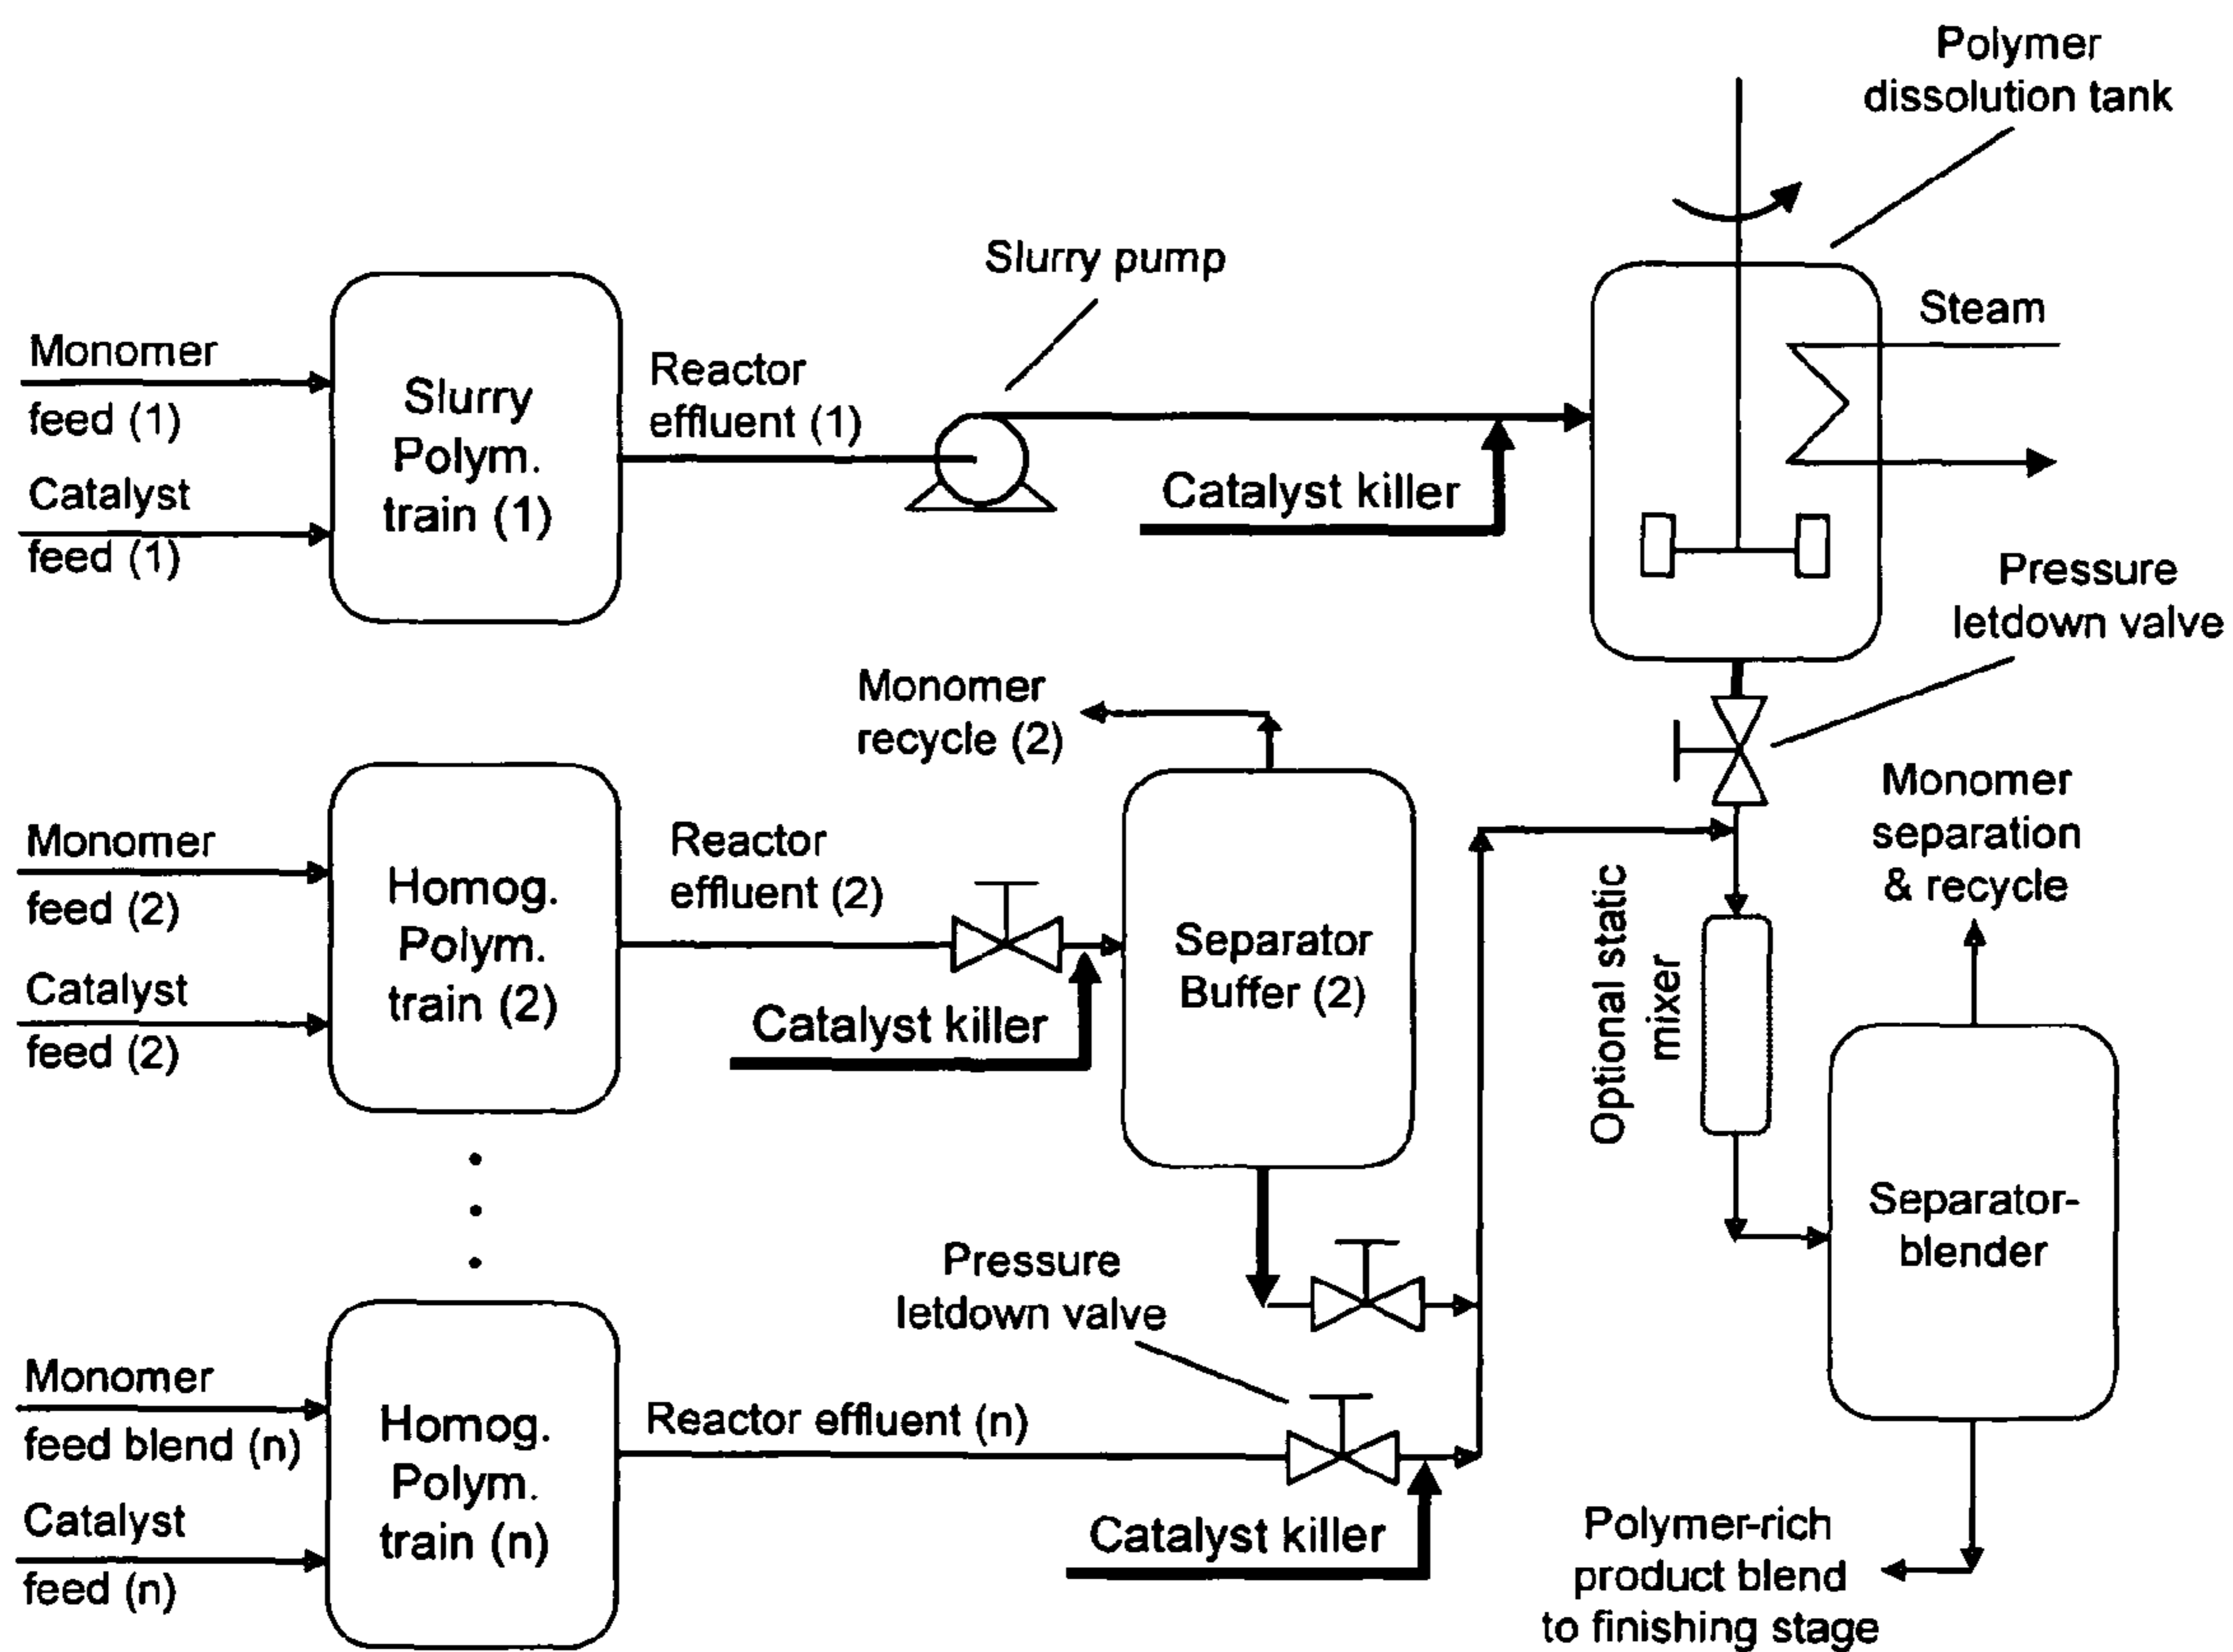 Polymer
dissolution tank
Slurry pump
Steam
Monomer
feed (1)
Catalyst
feed (1)
Slurry
Polym.
train (1)
Reactor
effluent (1)
Catalyst killer
Pressure
letdown valve
Monomer
recycle (2)
Monomer
separation
& recycle
Monomer
feed (2)
Catalyst
feed (2)
Homog.
Polym.
train (2)
Reactor
effluent (2)
Catalyst killer
Separator
Buffer (2)
Optional static
mixer
Separator-
blender
Pressure
letdown valve
Monomer
feed blend (n)
Catalyst
feed (n)
Homog.
Polym.
train (n)
Reactor effluent (n)
Catalyst killer
Polymer-rich
product blend
to finishing stage